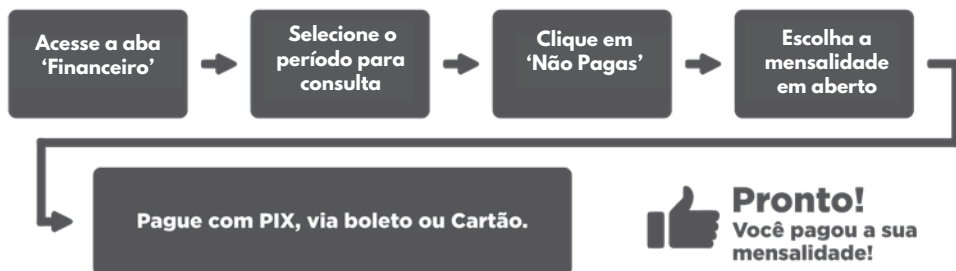 Acesse a aba
‘Financeiro’
Selecione o
período para
consulta
Clique em
‘Não Pagas’
Escolha a
mensalidade
em aberto
Pague com PIX, via boleto ou Cartão.
Pronto!
Você pagou a sua
mensalidade!